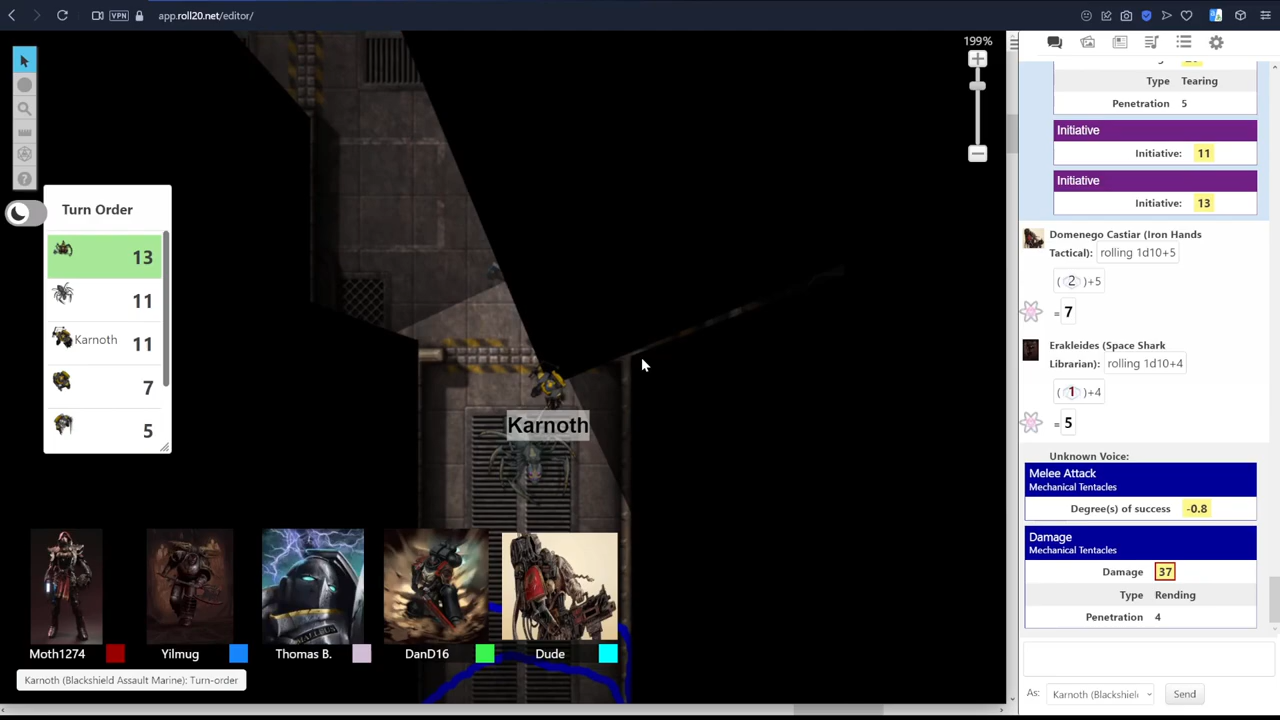 app.roll20.net/editor/
VPN
199%
Turn Order
13
11
Karnoth 11
7
5
Karnoth
Moth1274
Yilmug
Thomas B.
DanD16
Dude
Karnoth (Blackshield Assault Marine): Turn-order
Type Tearing
Penetration 5
Initiative
Initiative: 11
Initiative
Initiative: 13
Domenego Castiar (Iron Hands
Tactical): rolling 1d10+5
(2)+5
= 7
Erakleides (Space Shark
Librarian): rolling 1d10+4
(1)+4
= 5
Unknown Voice:
Melee Attack
Mechanical Tentacles
Degree(s) of success -0.8
Damage
Mechanical Tentacles
Damage 37
Type Rending
Penetration 4
As: Karnoth (Blackshiel
Send